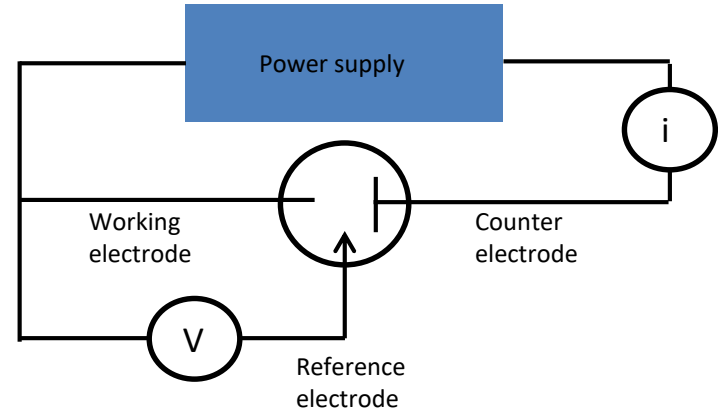 Power supply
i
Working
electrode
Counter
electrode
V
Reference
electrode